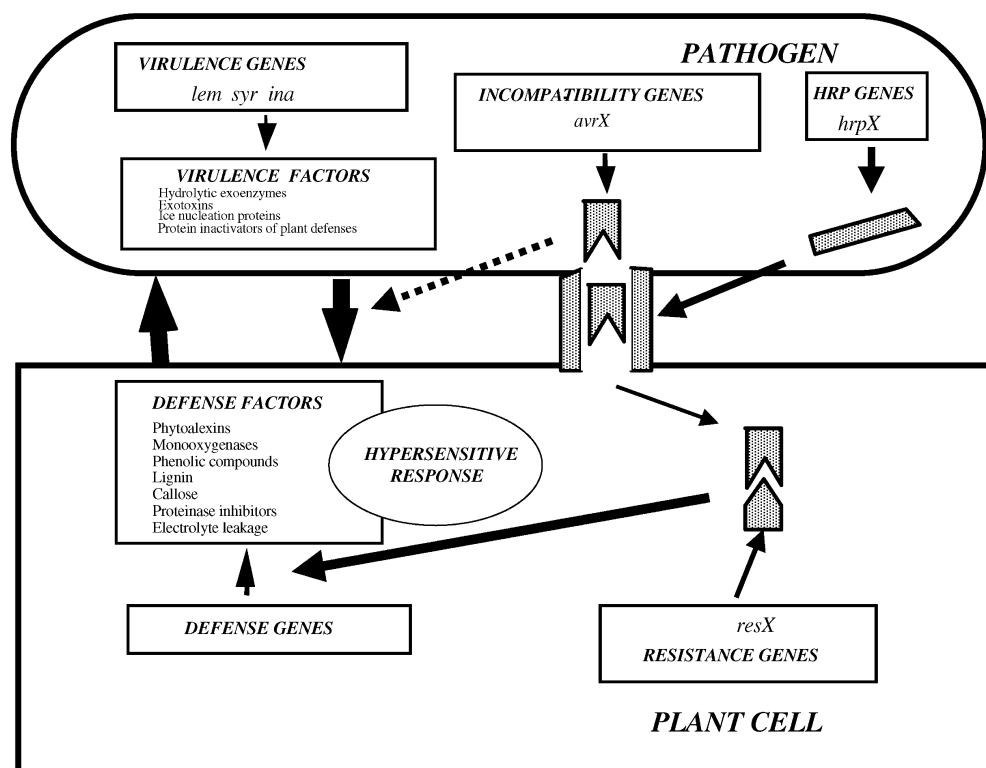 PATHOGEN
VIRULENCE GENES
lem syr ina
INCOMPATIBILITY GENES
avrX
HRP GENES
hrpX
VIRULENCE FACTORS
Hydrolytic exoenzymes
Exotoxins
Ice nucleation proteins
Protein inactivators of plant defenses
DEFENSE FACTORS
Phytoalexins
Monooxygenases
Phenolic compounds
Lignin
Callose
Proteinase inhibitors
Electrolyte leakage
HYPERSENSITIVE
RESPONSE
DEFENSE GENES
resX
RESISTANCE GENES
PLANT CELL